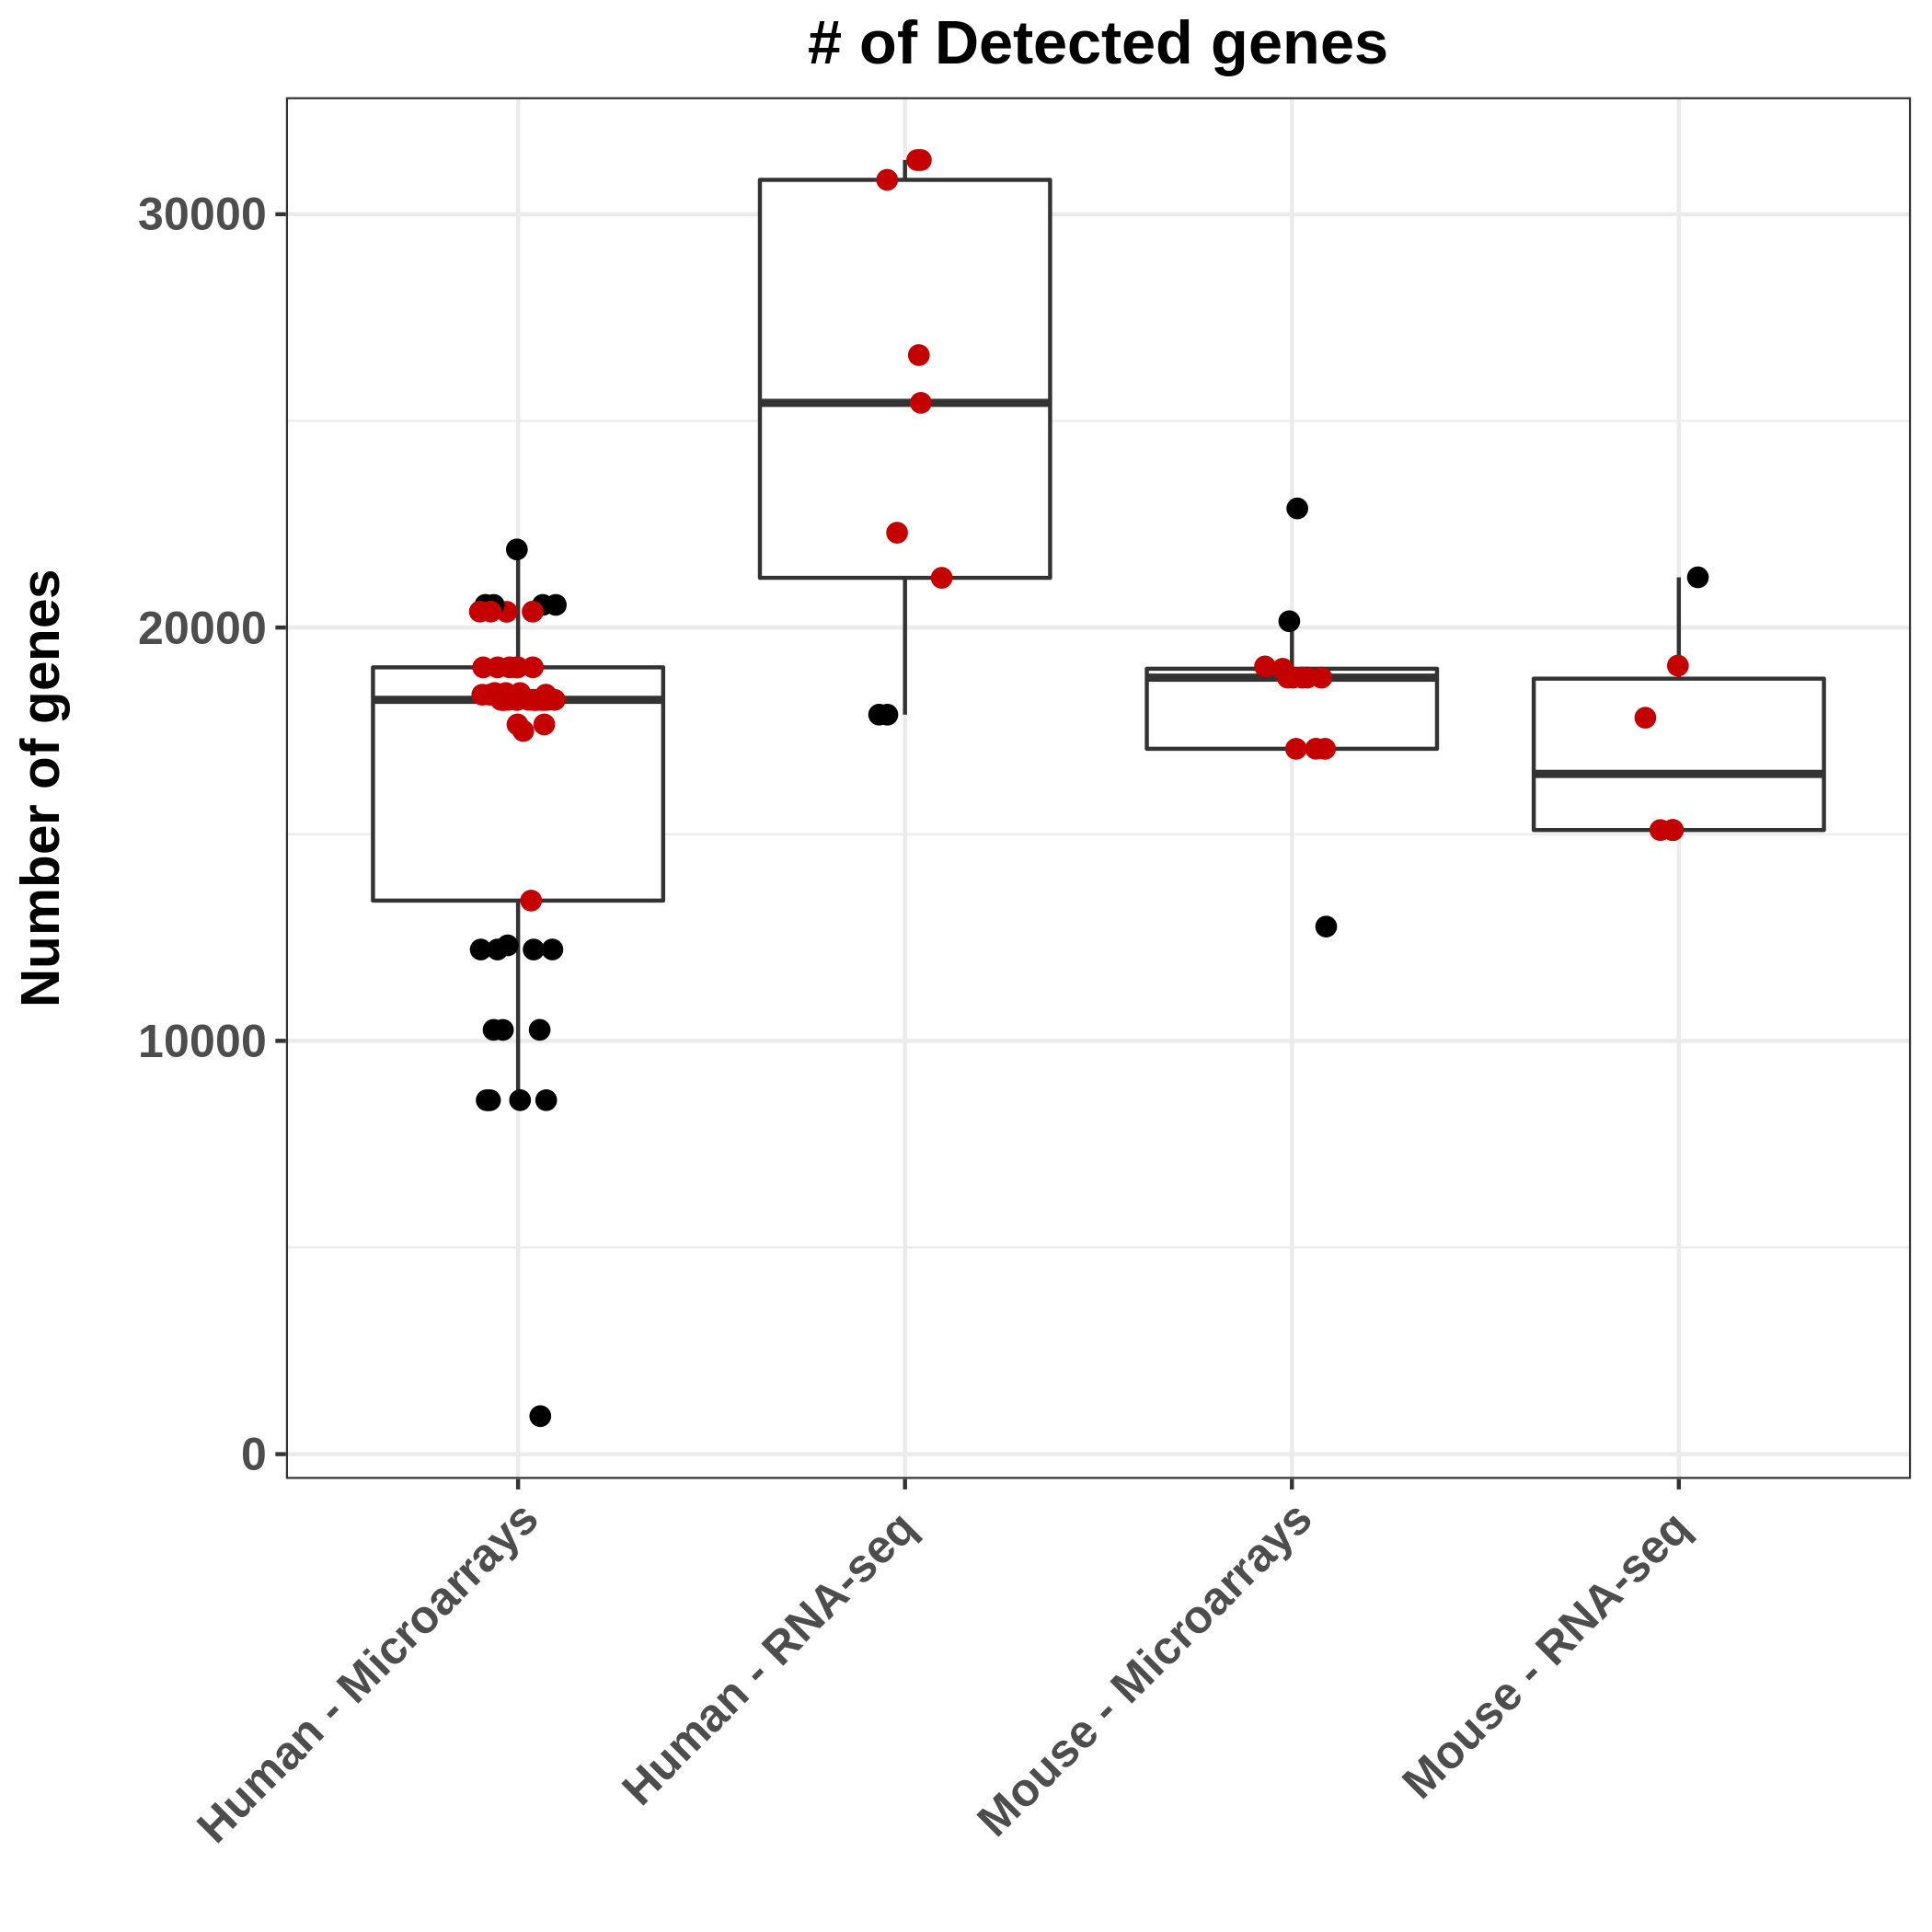 # of Detected genes
Number of genes
30000
20000
10000
0
Human - Microarrays
Human - RNA-seq
Mouse - Microarrays
Mouse - RNA-seq